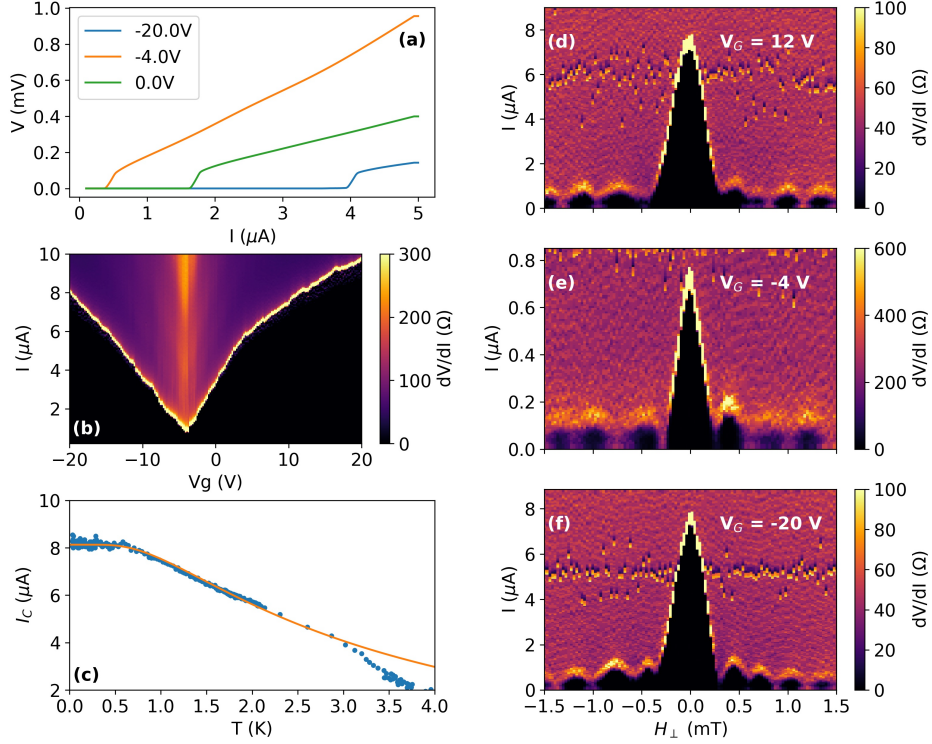 1.0
0.8
0.6
0.4
0.2
0.0
V (mV)
-20.0V
-4.0V
0.0V
(a)
0 1 2 3 4 5
I (μA)
10
8
6
4
2
I (μA)
(b)
−20 −10 0 10 20
Vg (V)
300
200
100
0
dV/dI (Ω)
10
8
6
4
2
I_C (μA)
(c)
0.0 0.5 1.0 1.5 2.0 2.5 3.0 3.5 4.0
T (K)
8
6
4
2
0
I (μA)
(d)
V_G = 12 V
100
80
60
40
20
0
dV/dI (Ω)
0.8
0.6
0.4
0.2
0.0
I (μA)
(e)
V_G = -4 V
600
400
200
0
dV/dI (Ω)
8
6
4
2
0
I (μA)
(f)
V_G = -20 V
−1.5 −1.0 −0.5 0.0 0.5 1.0 1.5
H_⊥ (mT)
100
80
60
40
20
0
dV/dI (Ω)